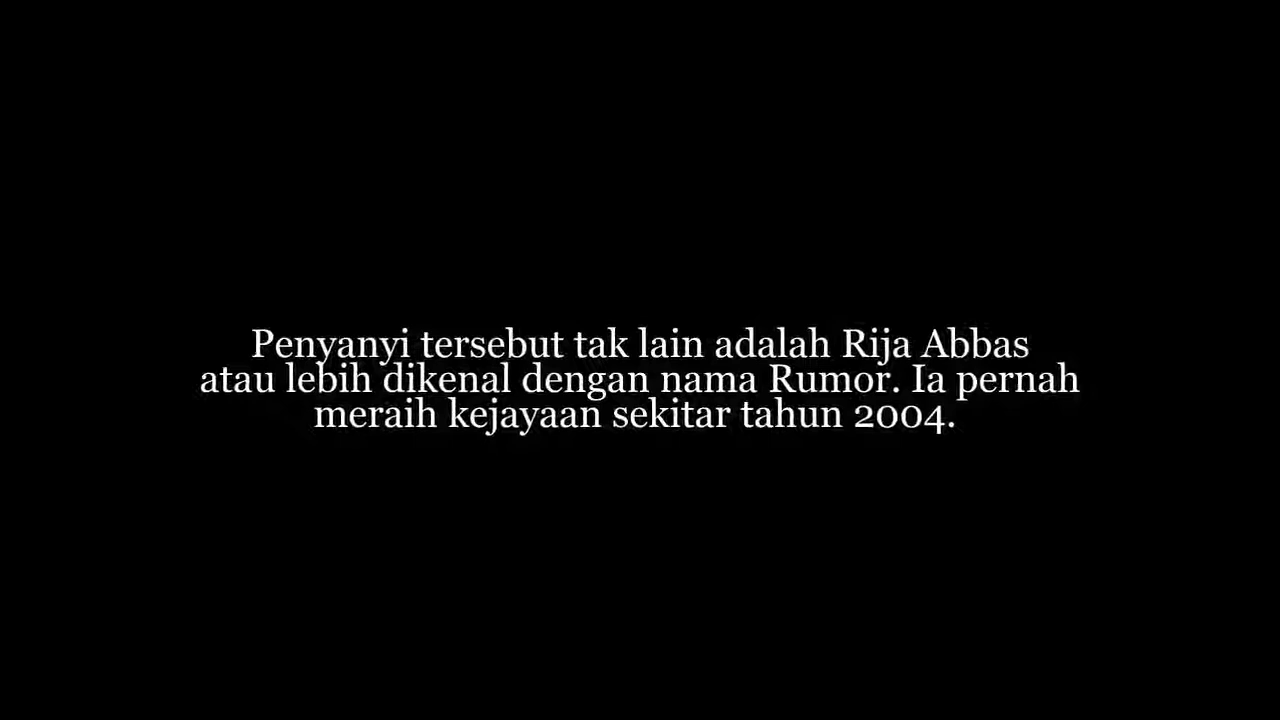 Penyanyi tersebut tak lain adalah Rija Abbas
atau lebih dikenal dengan nama Rumor. Ia pernah
meraih kejayaan sekitar tahun 2004.